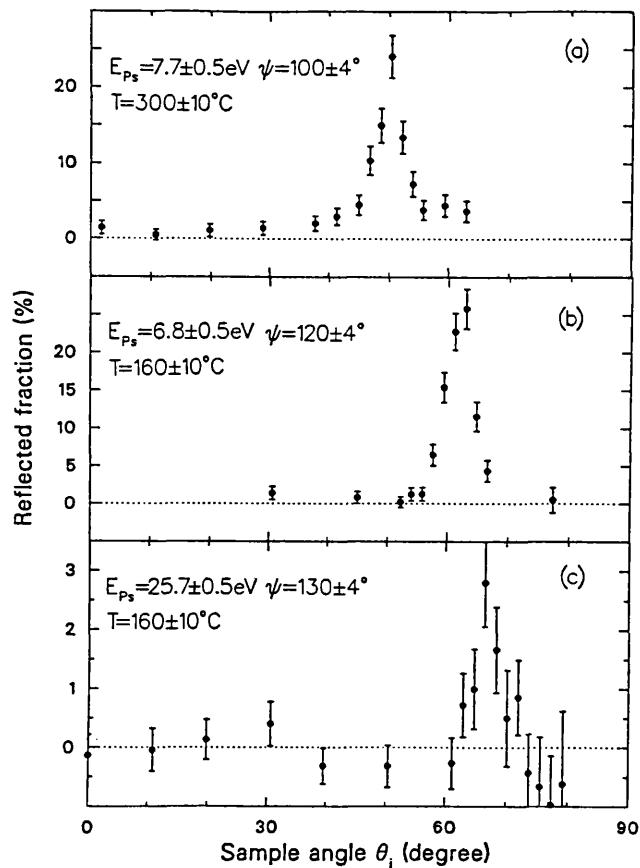 (a)
E_Ps=7.7±0.5eV ψ=100±4°
T=300±10°C
20
10
0
(b)
E_Ps=6.8±0.5eV ψ=120±4°
T=160±10°C
20
15
10
5
0
Reflected fraction (%)
(c)
E_Ps=25.7±0.5eV ψ=130±4°
T=160±10°C
3
2
1
0
0
30
60
90
Sample angle θ_i (degree)